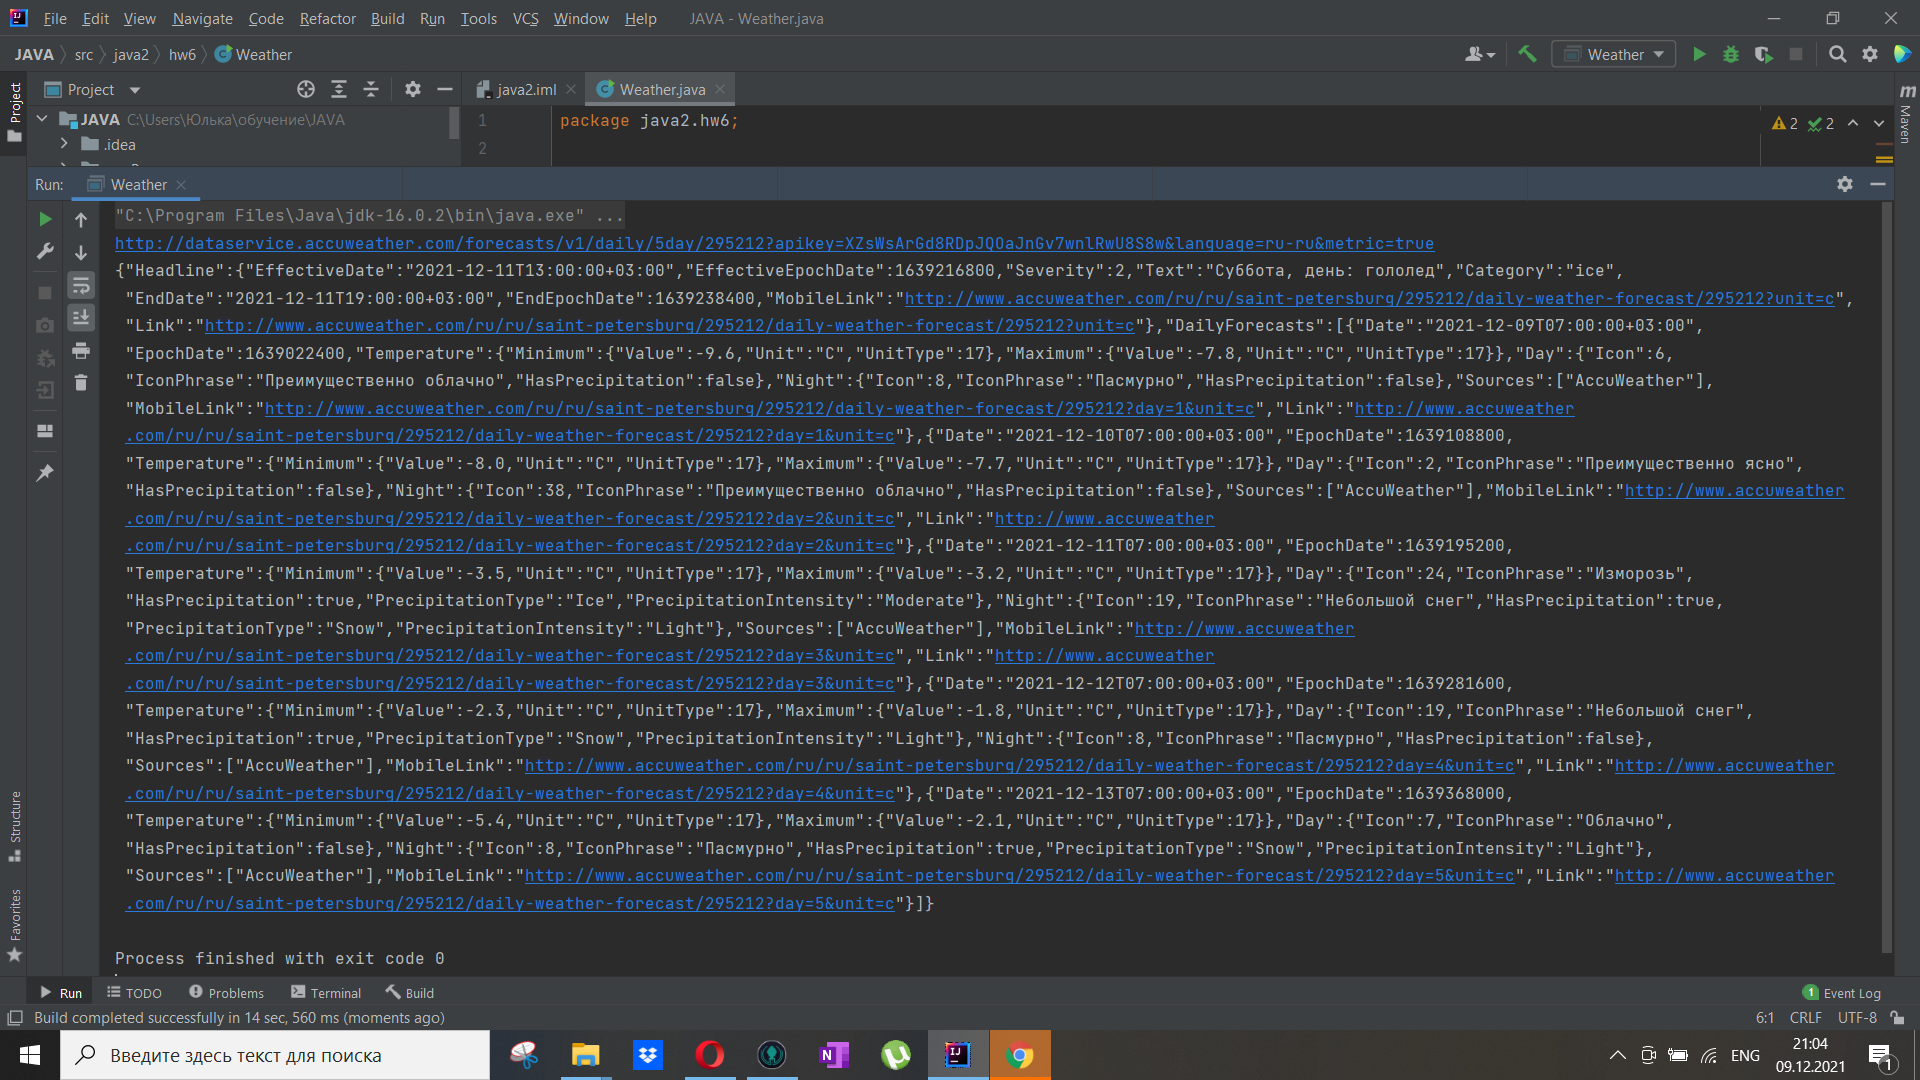 File Edit View Navigate Code Refactor Build Run Tools VCS Window Help JAVA - Weather.java
JAVA src java2 hw6 Weather Weather
Project java2.iml Weather.java
Project
JAVA C:\Users\Юлька\обучение\JAVA
.idea
1 package java2.hw6;
2
2 2
Maven
Run: Weather
"C:\Program Files\Java\jdk-16.0.2\bin\java.exe" ...
http://dataservice.accuweather.com/forecasts/v1/daily/5day/295212?apikey=XZsWsArGd8RDpJQOaJnGv7wnlRwU8S8w&language=ru-ru&metric=true
{"Headline":{"EffectiveDate":"2021-12-11T13:00:00+03:00","EffectiveEpochDate":1639216800,"Severity":2,"Text":"Суббота, день: гололед","Category":"ice",
"EndDate":"2021-12-11T19:00:00+03:00","EndEpochDate":1639238400,"MobileLink":"http://www.accuweather.com/ru/ru/saint-petersburg/295212/daily-weather-forecast/295212?unit=c",
"Link":"http://www.accuweather.com/ru/ru/saint-petersburg/295212/daily-weather-forecast/295212?unit=c"},"DailyForecasts":[{"Date":"2021-12-09T07:00:00+03:00",
"EpochDate":1639022400,"Temperature":{"Minimum":{"Value":-9.6,"Unit":"C","UnitType":17},"Maximum":{"Value":-7.8,"Unit":"C","UnitType":17}},"Day":{"Icon":6,
"IconPhrase":"Преимущественно облачно","HasPrecipitation":false},"Night":{"Icon":8,"IconPhrase":"Пасмурно","HasPrecipitation":false},"Sources":["AccuWeather"],
"MobileLink":"http://www.accuweather.com/ru/ru/saint-petersburg/295212/daily-weather-forecast/295212?day=1&unit=c","Link":"http://www.accuweather
.com/ru/ru/saint-petersburg/295212/daily-weather-forecast/295212?day=1&unit=c"},{"Date":"2021-12-10T07:00:00+03:00","EpochDate":1639108800,
"Temperature":{"Minimum":{"Value":-8.0,"Unit":"C","UnitType":17},"Maximum":{"Value":-7.7,"Unit":"C","UnitType":17}},"Day":{"Icon":2,"IconPhrase":"Преимущественно ясно",
"HasPrecipitation":false},"Night":{"Icon":38,"IconPhrase":"Преимущественно облачно","HasPrecipitation":false},"Sources":["AccuWeather"],"MobileLink":"http://www.accuweather
.com/ru/ru/saint-petersburg/295212/daily-weather-forecast/295212?day=2&unit=c","Link":"http://www.accuweather
.com/ru/ru/saint-petersburg/295212/daily-weather-forecast/295212?day=2&unit=c"},{"Date":"2021-12-11T07:00:00+03:00","EpochDate":1639195200,
"Temperature":{"Minimum":{"Value":-3.5,"Unit":"C","UnitType":17},"Maximum":{"Value":-3.2,"Unit":"C","UnitType":17}},"Day":{"Icon":24,"IconPhrase":"Изморозь",
"HasPrecipitation":true,"PrecipitationType":"Ice","PrecipitationIntensity":"Moderate"},"Night":{"Icon":19,"IconPhrase":"Небольшой снег","HasPrecipitation":true,
"PrecipitationType":"Snow","PrecipitationIntensity":"Light"},"Sources":["AccuWeather"],"MobileLink":"http://www.accuweather
.com/ru/ru/saint-petersburg/295212/daily-weather-forecast/295212?day=3&unit=c","Link":"http://www.accuweather
.com/ru/ru/saint-petersburg/295212/daily-weather-forecast/295212?day=3&unit=c"},{"Date":"2021-12-12T07:00:00+03:00","EpochDate":1639281600,
"Temperature":{"Minimum":{"Value":-2.3,"Unit":"C","UnitType":17},"Maximum":{"Value":-1.8,"Unit":"C","UnitType":17}},"Day":{"Icon":19,"IconPhrase":"Небольшой снег",
"HasPrecipitation":true,"PrecipitationType":"Snow","PrecipitationIntensity":"Light"},"Night":{"Icon":8,"IconPhrase":"Пасмурно","HasPrecipitation":false},
"Sources":["AccuWeather"],"MobileLink":"http://www.accuweather.com/ru/ru/saint-petersburg/295212/daily-weather-forecast/295212?day=4&unit=c","Link":"http://www.accuweather
.com/ru/ru/saint-petersburg/295212/daily-weather-forecast/295212?day=4&unit=c"},{"Date":"2021-12-13T07:00:00+03:00","EpochDate":1639368000,
"Temperature":{"Minimum":{"Value":-5.4,"Unit":"C","UnitType":17},"Maximum":{"Value":-2.1,"Unit":"C","UnitType":17}},"Day":{"Icon":7,"IconPhrase":"Облачно",
"HasPrecipitation":false},"Night":{"Icon":8,"IconPhrase":"Пасмурно","HasPrecipitation":true,"PrecipitationType":"Snow","PrecipitationIntensity":"Light"},
"Sources":["AccuWeather"],"MobileLink":"http://www.accuweather.com/ru/ru/saint-petersburg/295212/daily-weather-forecast/295212?day=5&unit=c","Link":"http://www.accuweather
.com/ru/ru/saint-petersburg/295212/daily-weather-forecast/295212?day=5&unit=c"}]}
Process finished with exit code 0
Structure
Favorites
Run TODO Problems Terminal Build 1 Event Log
Build completed successfully in 14 sec, 560 ms (moments ago) 6:1 CRLF UTF-8
Введите здесь текст для поиска
ENG 21:04
09.12.2021 1